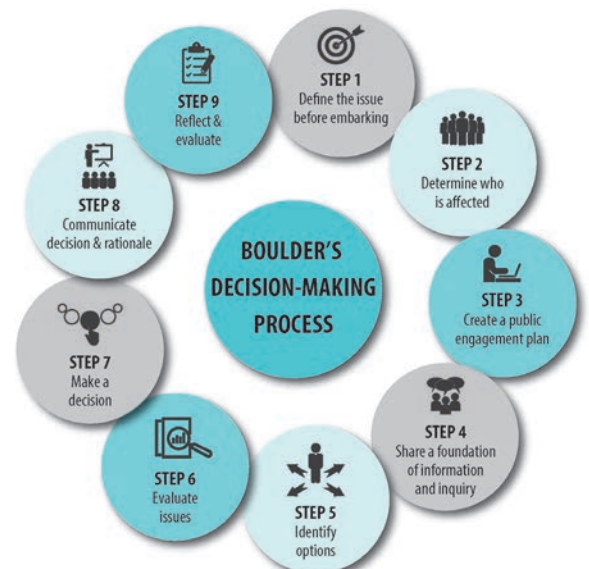 STEP 1
Define the issue
before embarking
STEP 2
Determine who
is affected
STEP 3
Create a public
engagement plan
STEP 4
Share a foundation
of information
and inquiry
STEP 5
Identify
options
STEP 6
Evaluate
issues
STEP 7
Make a
decision
STEP 8
Communicate
decision & rationale
STEP 9
Reflect &
evaluate
BOULDER'S
DECISION-MAKING
PROCESS